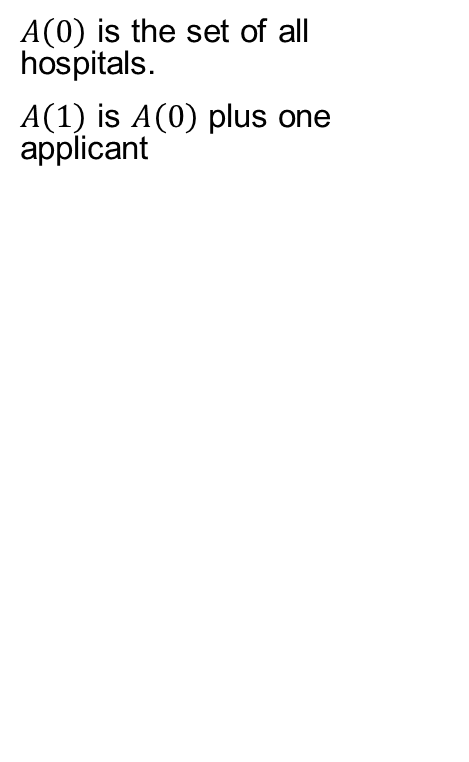 A(0) is the set of all
hospitals.
A(1) is A(0) plus one
applicant